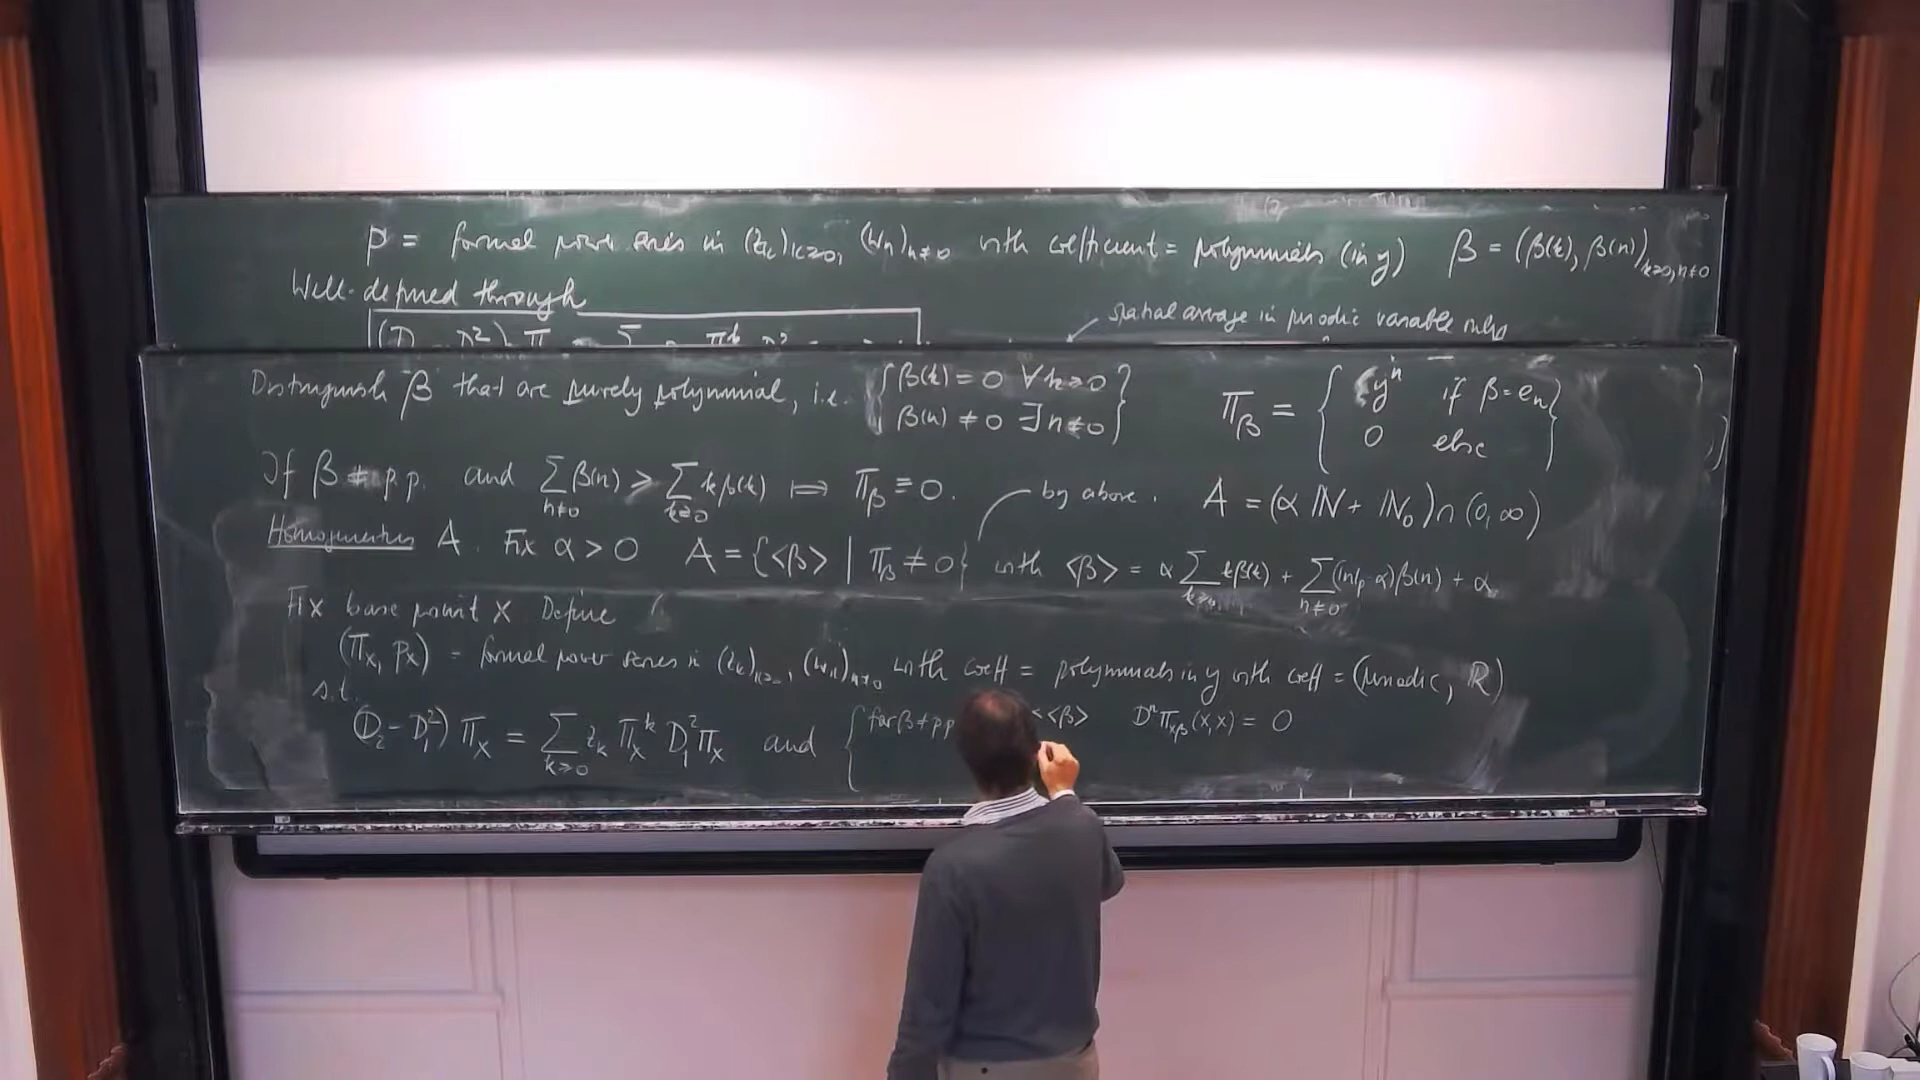 p = formal power series in (z_k)_{k≥0}, (w_n)_{n≠0} with coefficient = polynomials (in y) β = (β(k), β(n))_{k≥0, n≠0}
Well-defined through
spatial average in periodic variable only
Distinguish β that are purely polynomial, i.e. { β(k) = 0 ∀ k≥0
β(n) ≠ 0 ∃ n≠0 }
Π_β = { y^n if β = e_n
0 else }
If β ≠ p.p. and Σ_{n≠0} β(n) > Σ_{k≥0} k β(k) ⟹ Π_β ≡ 0.
by above. A = (α ℕ + ℕ_0) ∩ (0, ∞)
Homogeneities A. Fix α > 0 A = {<β> | Π_β ≠ 0} with <β> = α Σ_{k≥0} k β(k) + Σ_{n≠0} (|n|_p - α) β(n) + α
Fix base point x Define
(Π_x, p_x) = formal power series in (z_k)_{k≥0}, (w_n)_{n≠0} with coeff = polynomials in y with coeff = (periodic, ℝ)
s.t.
(D_2 - D_1^2) Π_x = Σ_{k≥0} z_k Π_x^k D_1^2 Π_x and { for β ≠ p.p. < <β> D^n Π_{xβ}(x, x) = 0